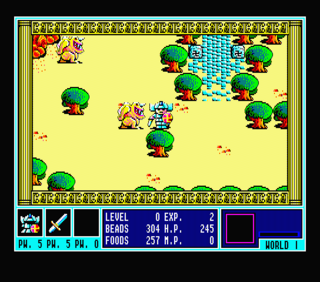 LEVEL 0 EXP. 2
BEADS 304 H.P. 245
FOODS 257 M.P. 0
PW. 5 PW. 5 PW. 0
WORLD 1